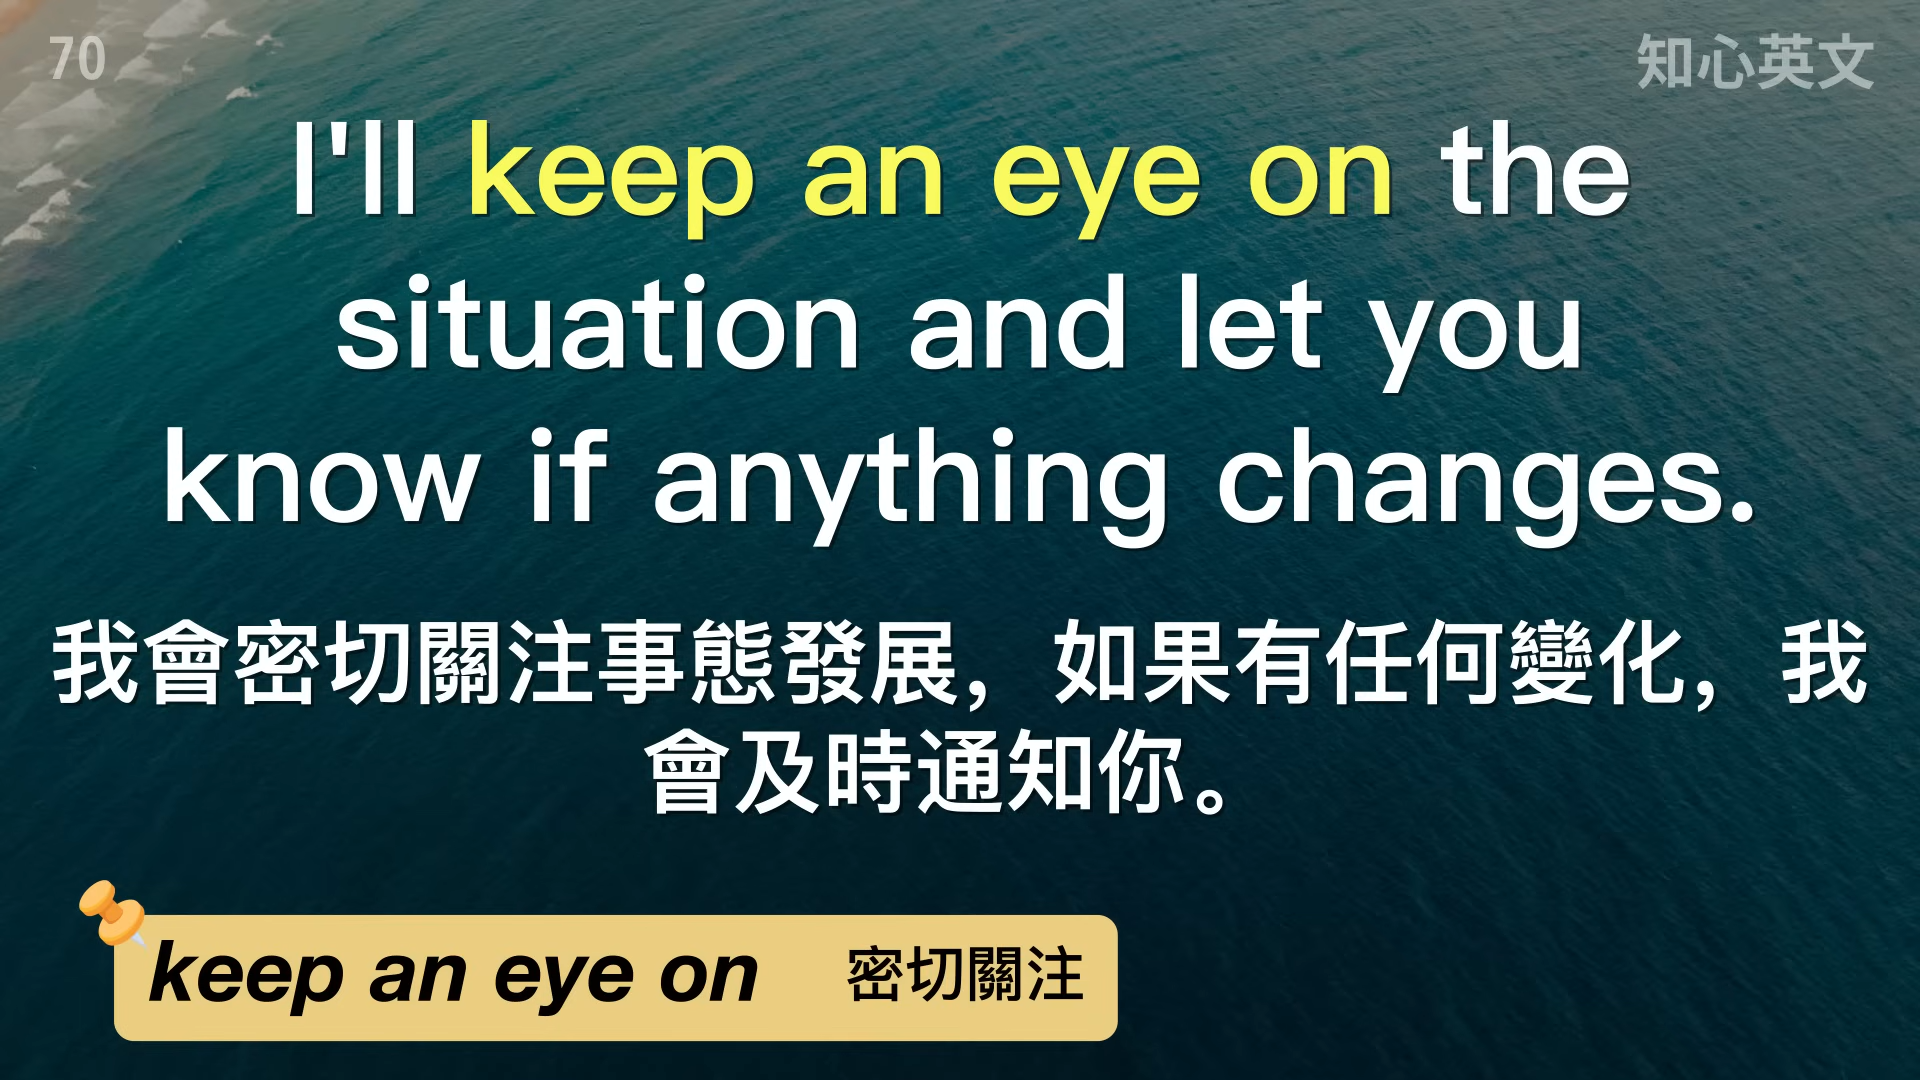 70
知心英文
I'll keep an eye on the
situation and let you
know if anything changes.
我會密切關注事態發展，如果有任何變化，我
會及時通知你。
keep an eye on 密切關注